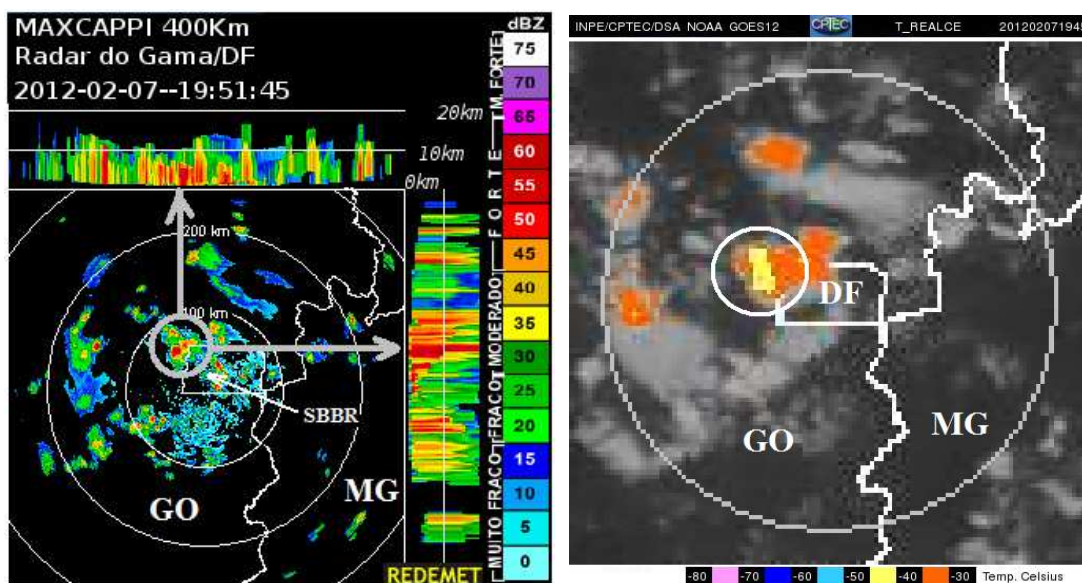 MAXCAPPI 400Km
Radar do Gama/DF
2012-02-07--19:51:45
20km
10km
0km
200 km
100 km
SBBR
GO
MG
REDEMET
dBZ
75
70
65
60
55
50
45
40
35
30
25
20
15
10
5
0
MUITO FRACO
FRACO
MODERADO
FORTE
M. FORTE
INPE/CPTEC/DSA NOAA GOES12
CPTEC
T_REALCE
201202071945
DF
GO
MG
-80 -70 -60 -50 -40 -30 Temp. Celsius